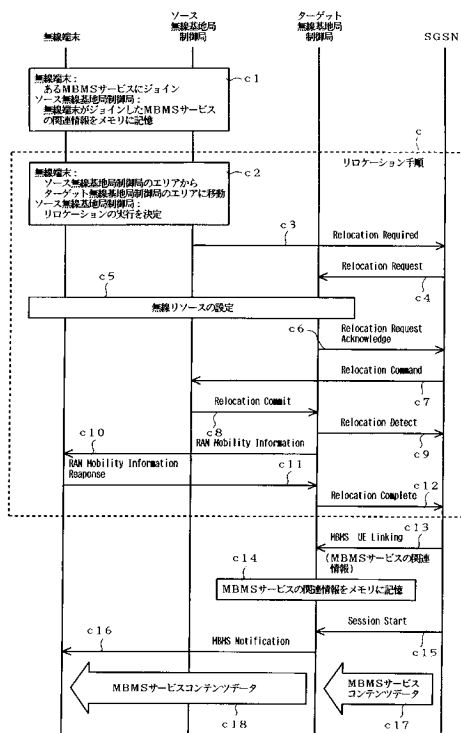 無線端末
ソース
無線基地局
制御局
ターゲット
無線基地局
制御局
SGSN
無線端末：
あるMBMSサービスにジョイン
ソース無線基地局制御局：
無線端末がジョインしたMBMSサービス
の関連情報をメモリに記憶
c1
c
リロケーション手順
無線端末：
ソース無線基地局制御局のエリアから
ターゲット無線基地局制御局のエリアに移動
ソース無線基地局制御局：
リロケーションの実行を決定
c2
c3
Relocation Required
Relocation Request
c4
c5
無線リソースの設定
c6
Relocation Request
Acknowledge
Relocation Command
c7
Relocation Commit
c8
Relocation Detect
c9
c10
RAN Mobility Information
RAN Mobility Information
Reaponse
c11
c12
Relocation Complete
c13
MBMS UE Linking
(MBMSサービスの関連
情報)
c14
MBMSサービスの関連情報をメモリに記憶
Session Start
c15
c16
MBMS Notification
MBMSサービスコンテンツデータ
c18
MBMSサービス
コンテンツデータ
c17